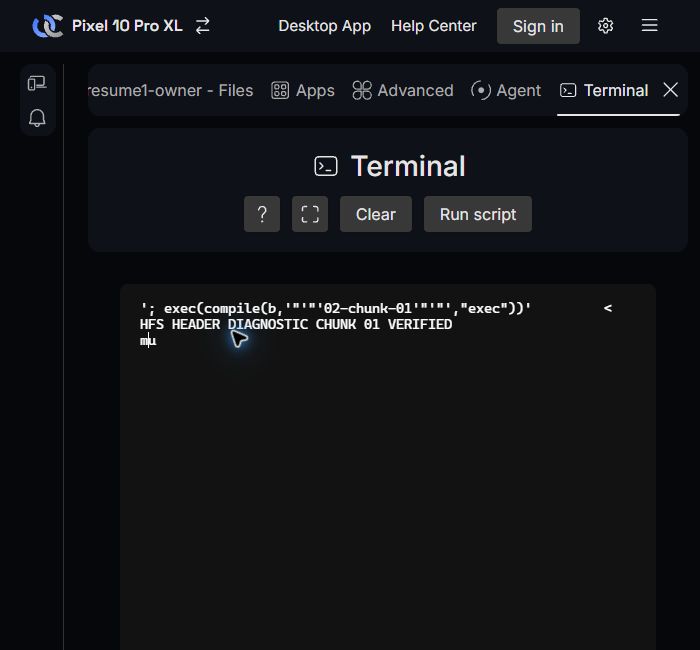 Pixel 10 Pro XL
Desktop App
Help Center
Sign in
resume1-owner - Files
Apps
Advanced
Agent
Terminal
Terminal
?
Clear
Run script
'; exec(compile(b,'"'"'02-chunk-01'"'"',"exec"))' <
HFS HEADER DIAGNOSTIC CHUNK 01 VERIFIED
mu